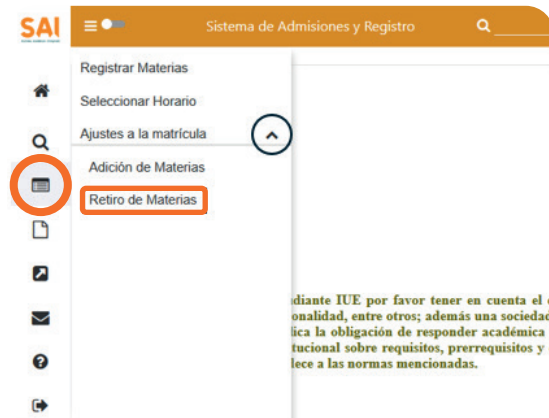 SAI
Sistema de Admisiones y Registro
Registrar Materias
Seleccionar Horario
Ajustes a la matrícula
Adición de Materias
Retiro de Materias
diante IUE por favor tener en cuenta el
onalidad, entre otros; además una sociedad
lica la obligación de responder académica
tucional sobre requisitos, prerrequisitos y
lece a las normas mencionadas.